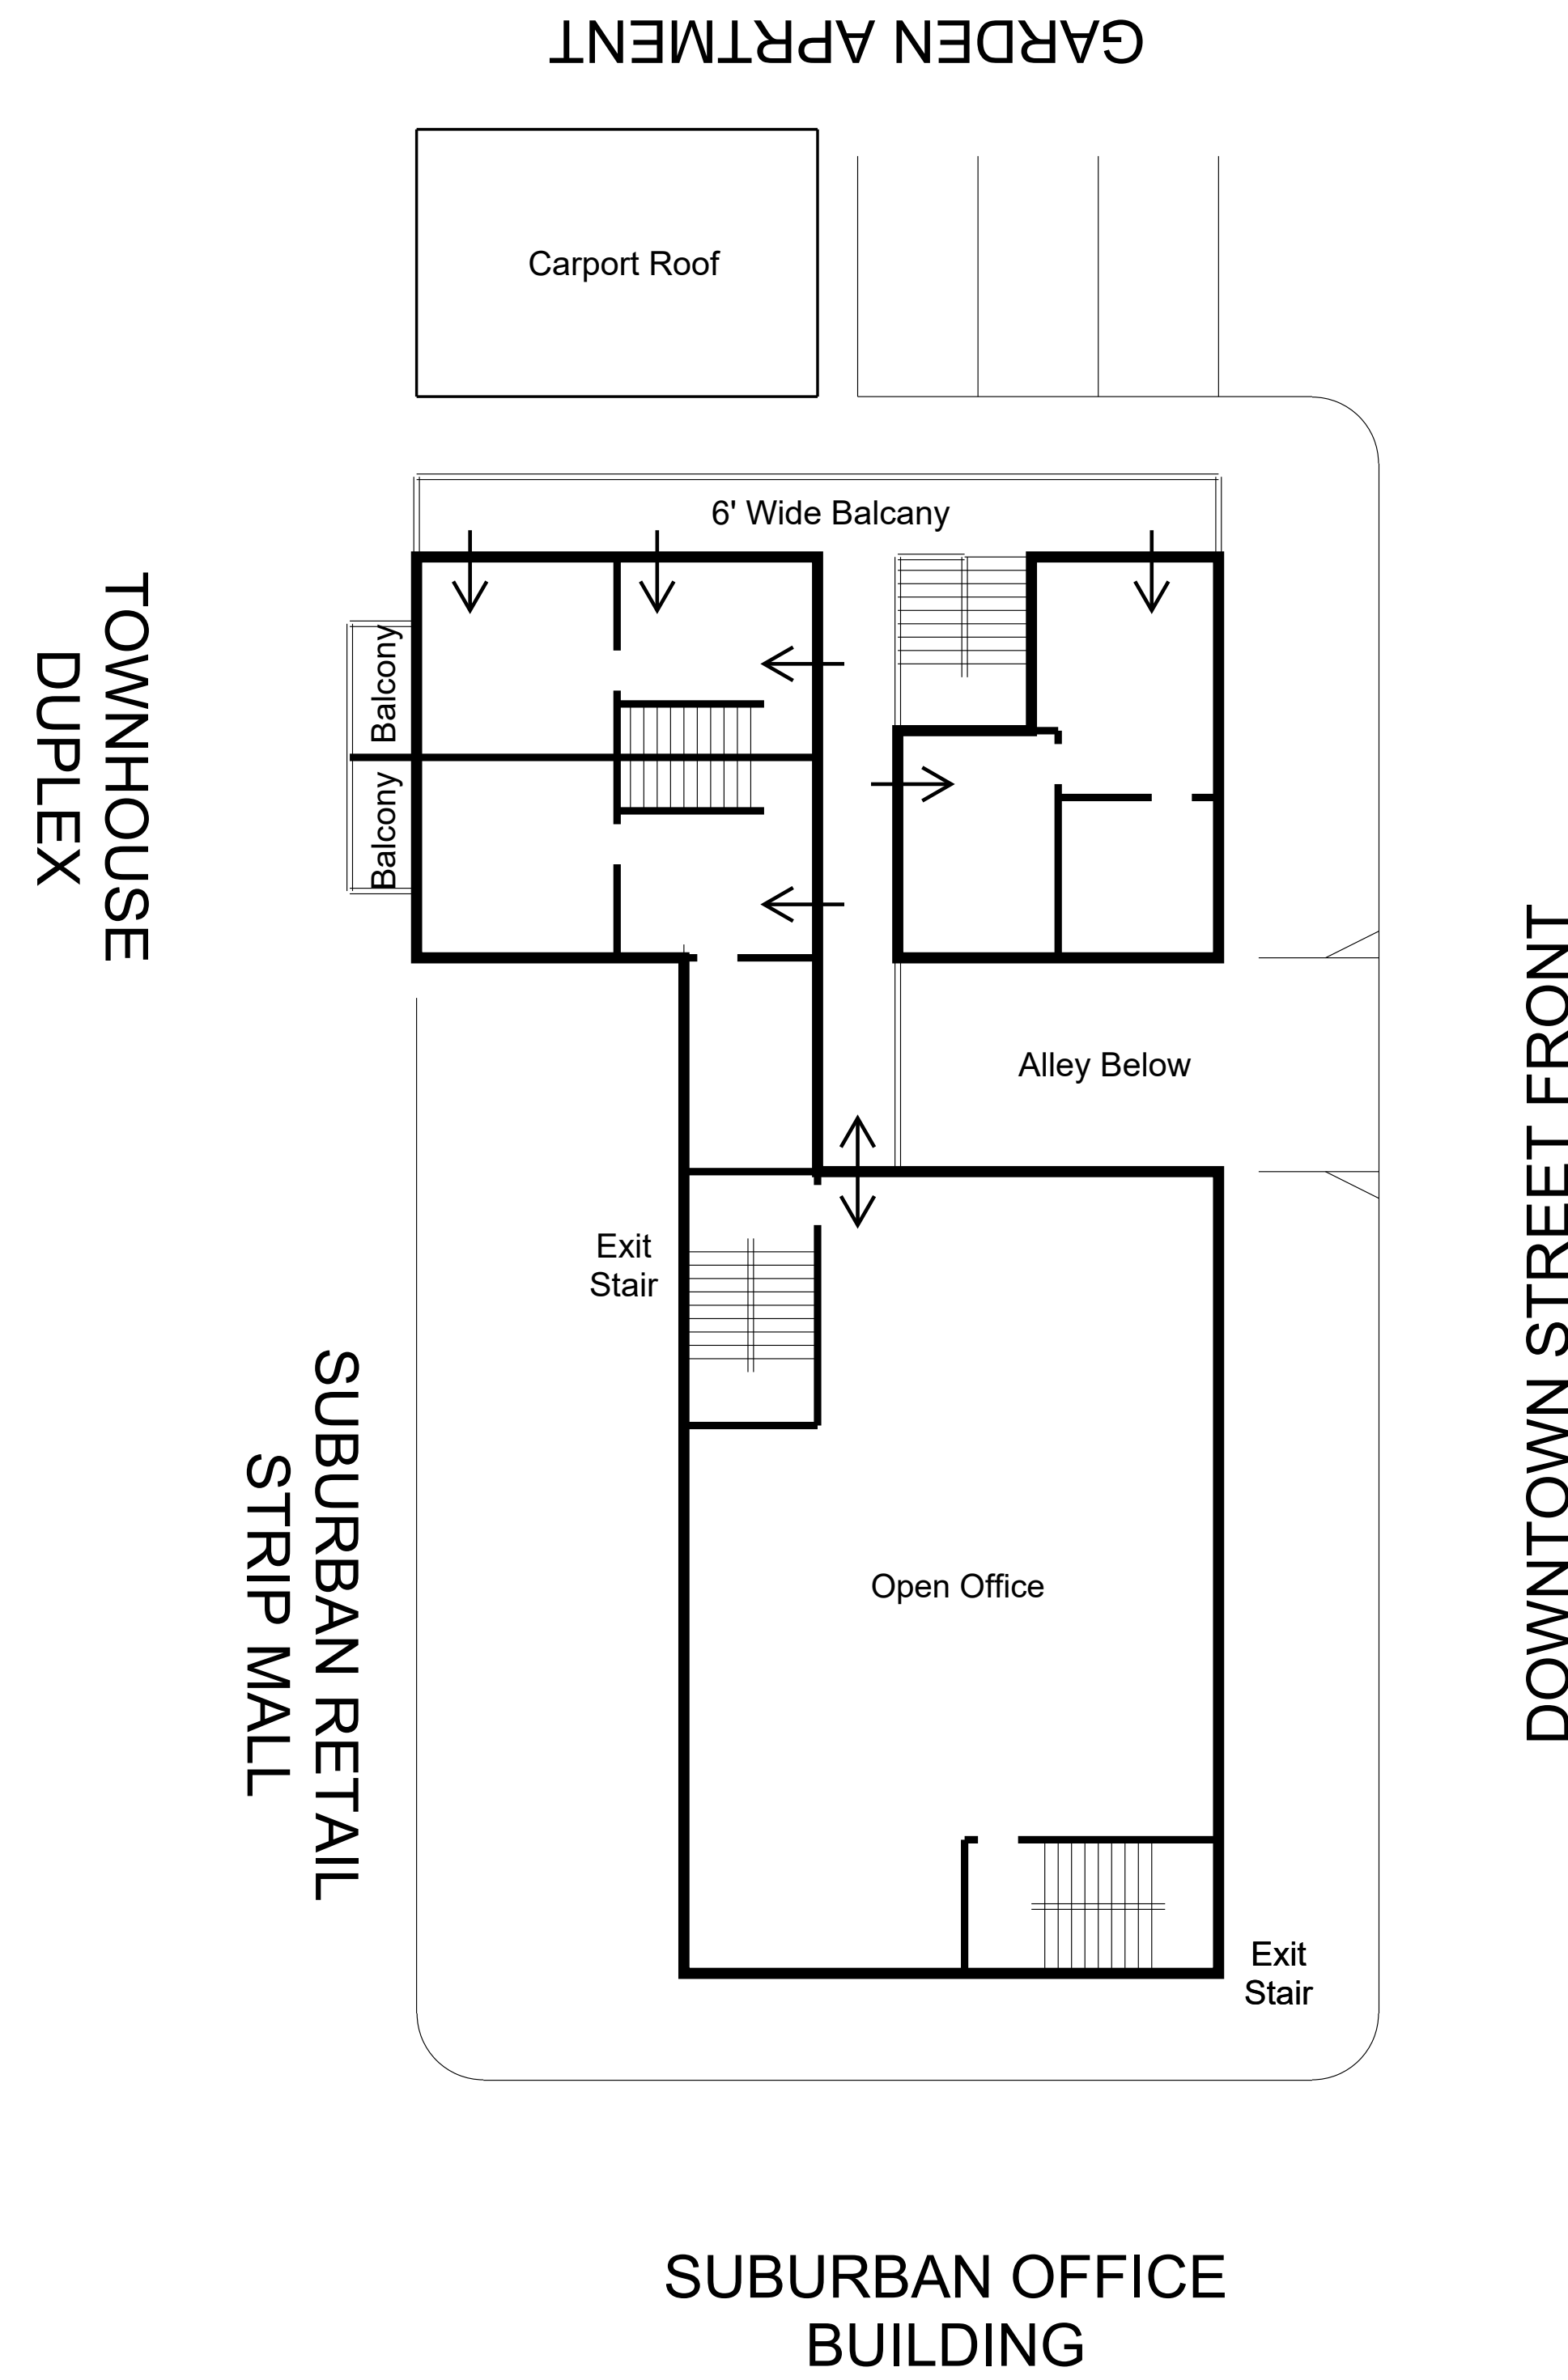 GARDEN APRTMENT
Carport Roof
6' Wide Balcany
TOWNHOUSE
DUPLEX
Balcony
Balcony
Alley Below
DOWNTOWN STREET FRONT
Exit
Stair
SUBURBAN RETAIL
STRIP MALL
Open Office
Exit
Stair
SUBURBAN OFFICE
BUILDING